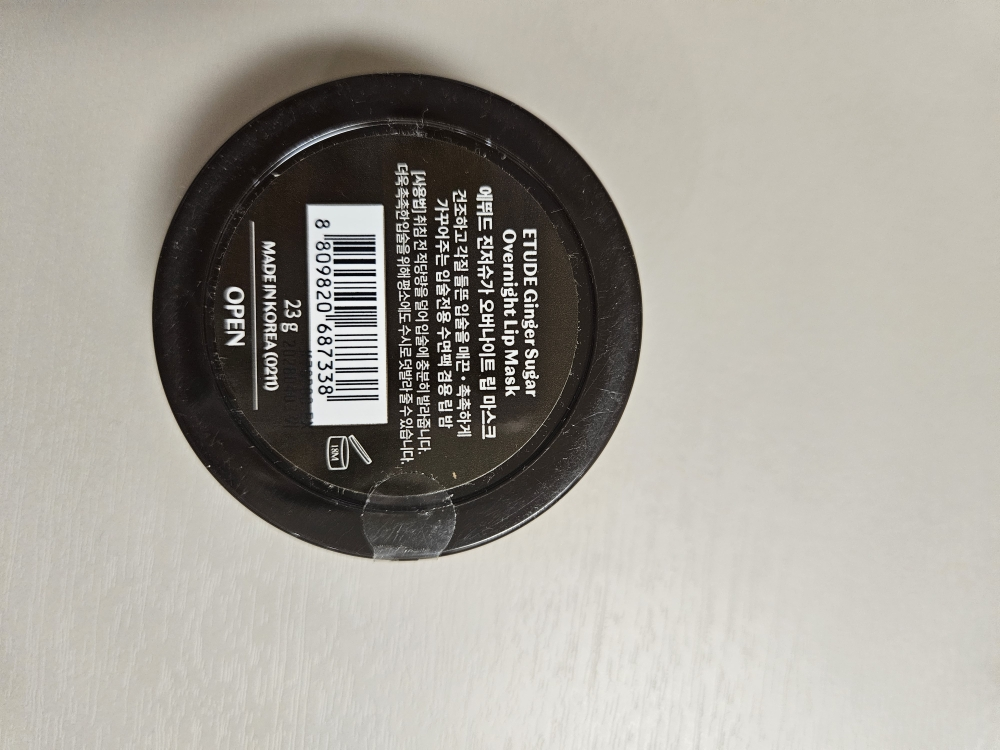 ETUDE Ginger Sugar
Overnight Lip Mask
에뛰드 진저슈가 오버나이트 립 마스크
건조하고 각질 들뜬 입술을 매끈·촉촉하게
가꾸어주는 입술전용 수면팩 겸용 립 밤
[사용법] 취침 전 적당량을 덜어 입술에 충분히 발라줍니다.
더욱 촉촉한 입술을 위해 평소에도 수시로 덧발라줄 수 있습니다.
8 809820 687338
18M
23 g
MADE IN KOREA (0211)
OPEN